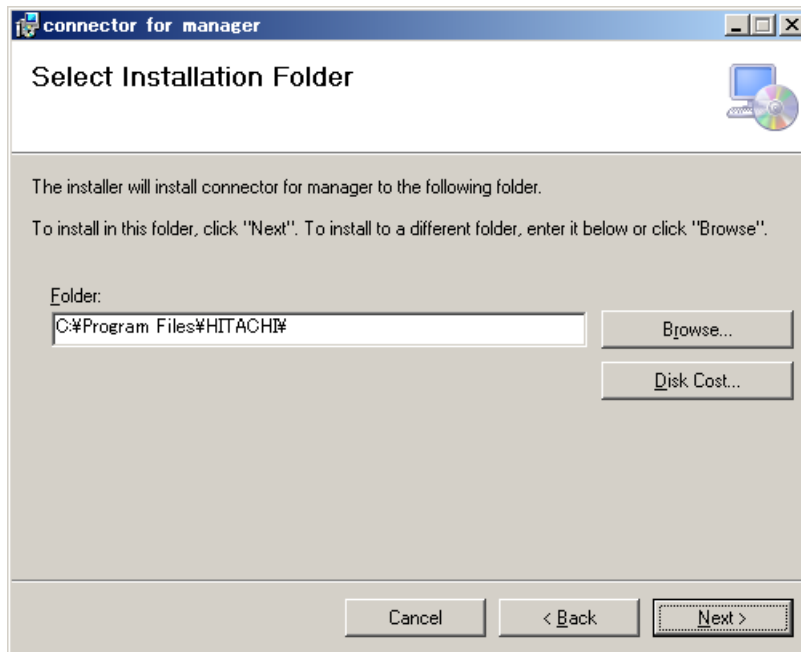 connector for manager
Select Installation Folder
The installer will install connector for manager to the following folder.
To install in this folder, click "Next". To install to a different folder, enter it below or click "Browse".
Folder:
C:¥Program Files¥HITACHI¥
Browse...
Disk Cost...
Cancel
< Back
Next >